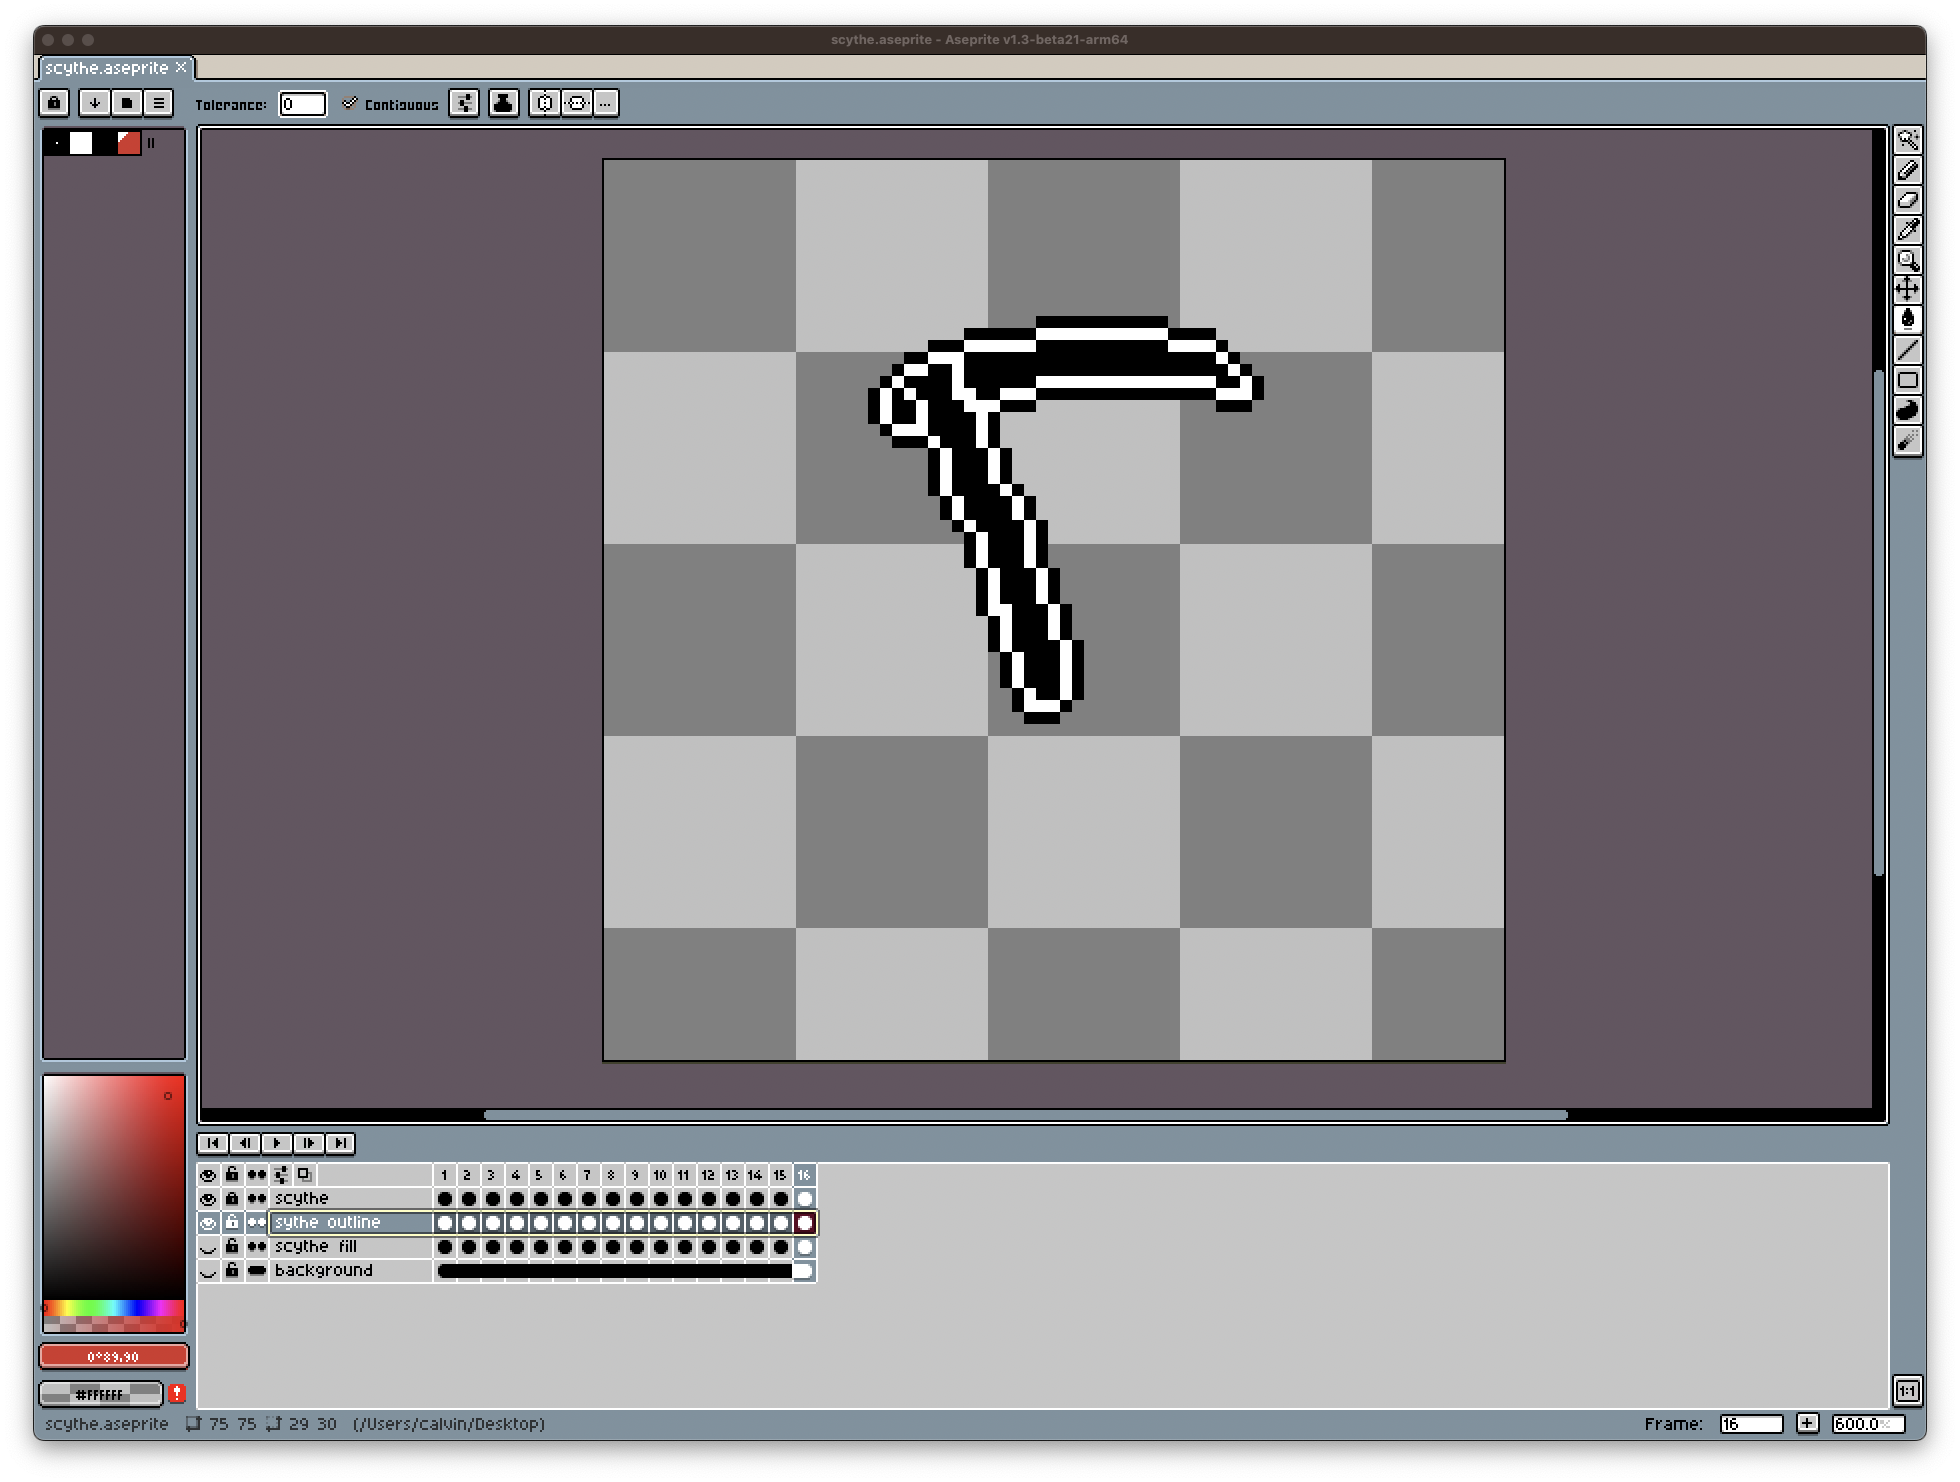 scythe.aseprite - Aseprite v1.3-beta21-arm64
scythe.aseprite
Tolerance: 0 Contiguous ...
1 2 3 4 5 6 7 8 9 10 11 12 13 14 15 16
scythe
sythe outline
scythe fill
background
0°89,90
#FFFFFF
1:1
scythe.aseprite 75 75 29 30 (/Users/calvin/Desktop) Frame: 16 + 600.0%